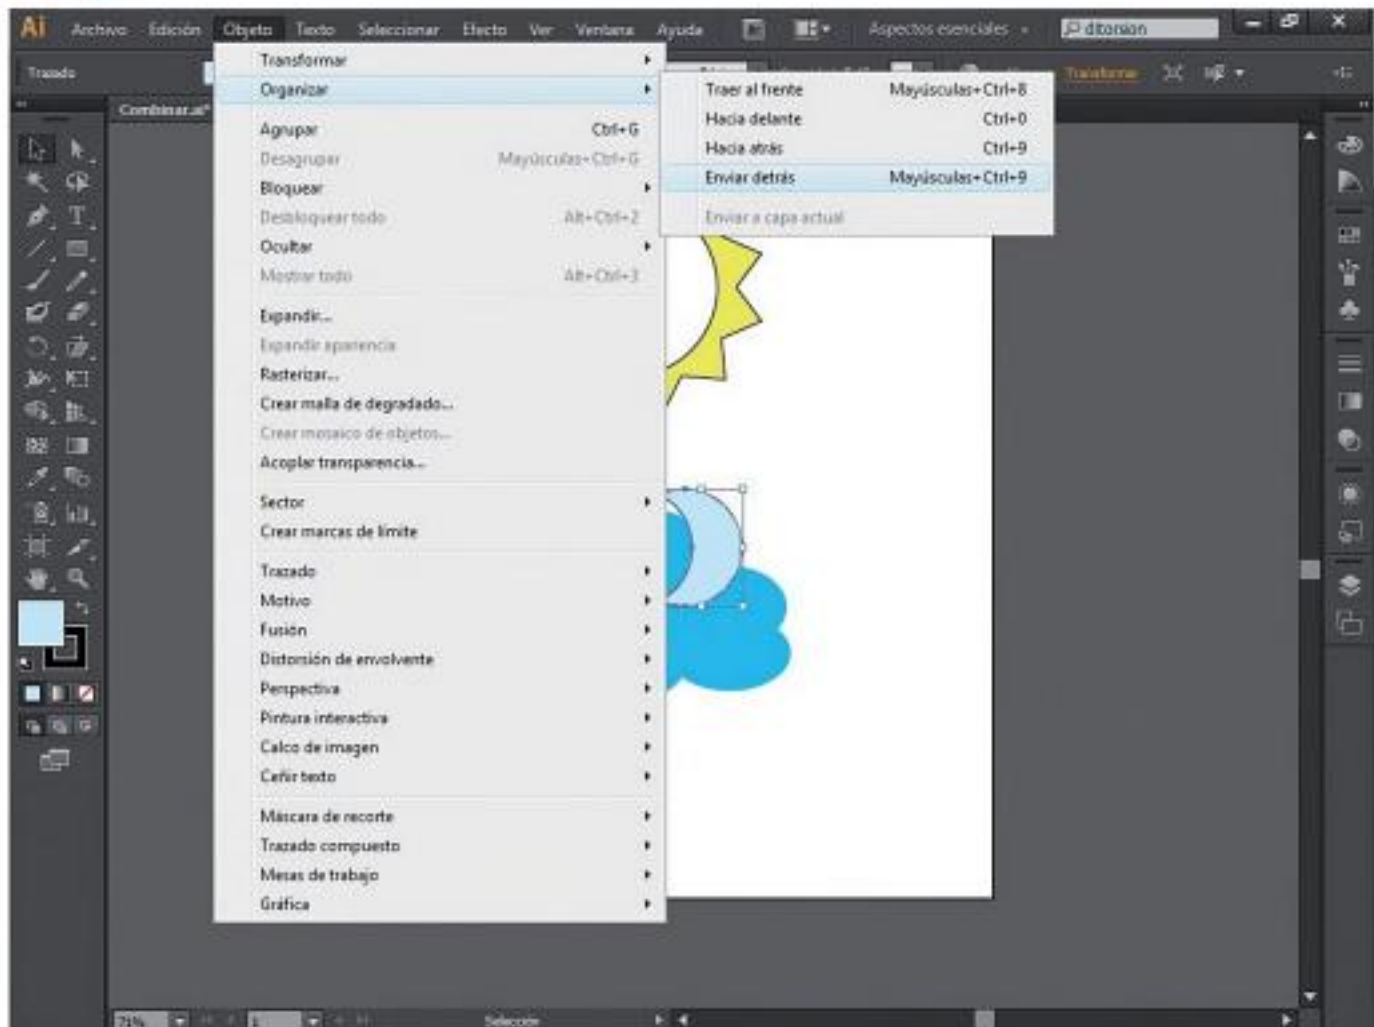 Ai Archivo Edición Objeto Texto Seleccionar Efecto Ver Ventana Ayuda Aspectos esenciales ditorsion
Trazado Transformar
Combinar.ai*
Transformar
Organizar
Agrupar Ctrl+G
Desagrupar Mayúsculas+Ctrl+G
Bloquear
Desbloquear todo Alt+Ctrl+2
Ocultar
Mostrar todo Alt+Ctrl+3
Expandir...
Expandir apariencia
Rasterizar...
Crear malla de degradado...
Crear mosaico de objetos...
Acoplar transparencia...
Sector
Crear marcas de límite
Trazado
Motivo
Fusión
Distorsión de envolvente
Perspectiva
Pintura interactiva
Calco de imagen
Ceñir texto
Máscara de recorte
Trazado compuesto
Mesas de trabajo
Gráfica
Traer al frente Mayúsculas+Ctrl+8
Hacia delante Ctrl+0
Hacia atrás Ctrl+9
Enviar detrás Mayúsculas+Ctrl+9
Enviar a capa actual
71% 1 Selección